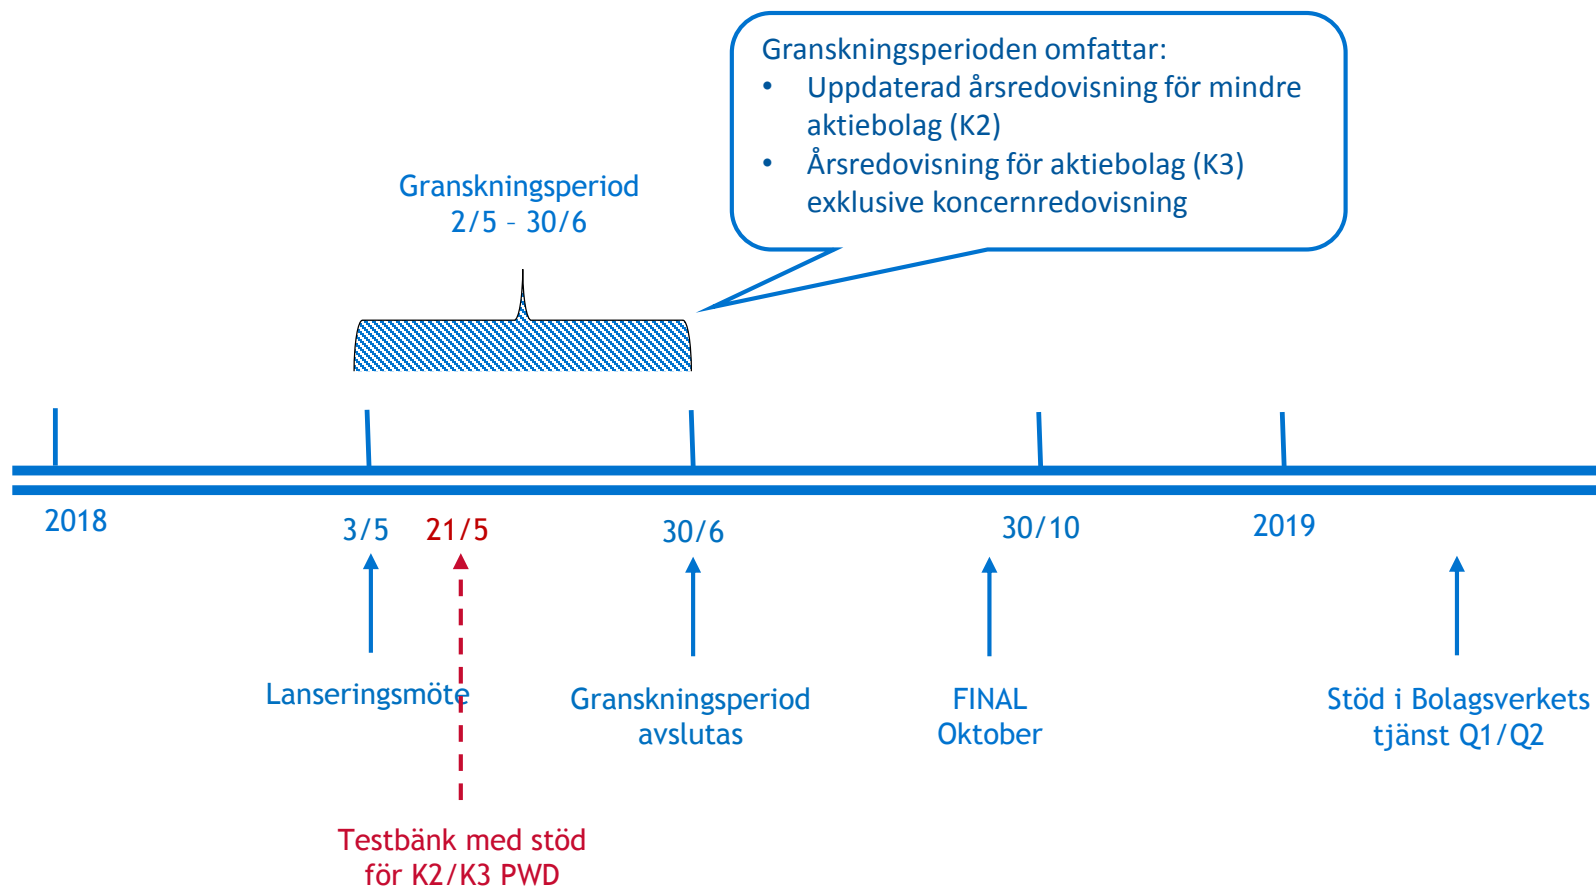 Granskningsperioden omfattar:
• Uppdaterad årsredovisning för mindre
aktiebolag (K2)
• Årsredovisning för aktiebolag (K3)
exklusive koncernredovisning
Granskningsperiod
2/5 – 30/6
2018
3/5
21/5
30/6
30/10
2019
Lanseringsmöte
Granskningsperiod
avslutas
FINAL
Oktober
Stöd i Bolagsverkets
tjänst Q1/Q2
Testbänk med stöd
för K2/K3 PWD